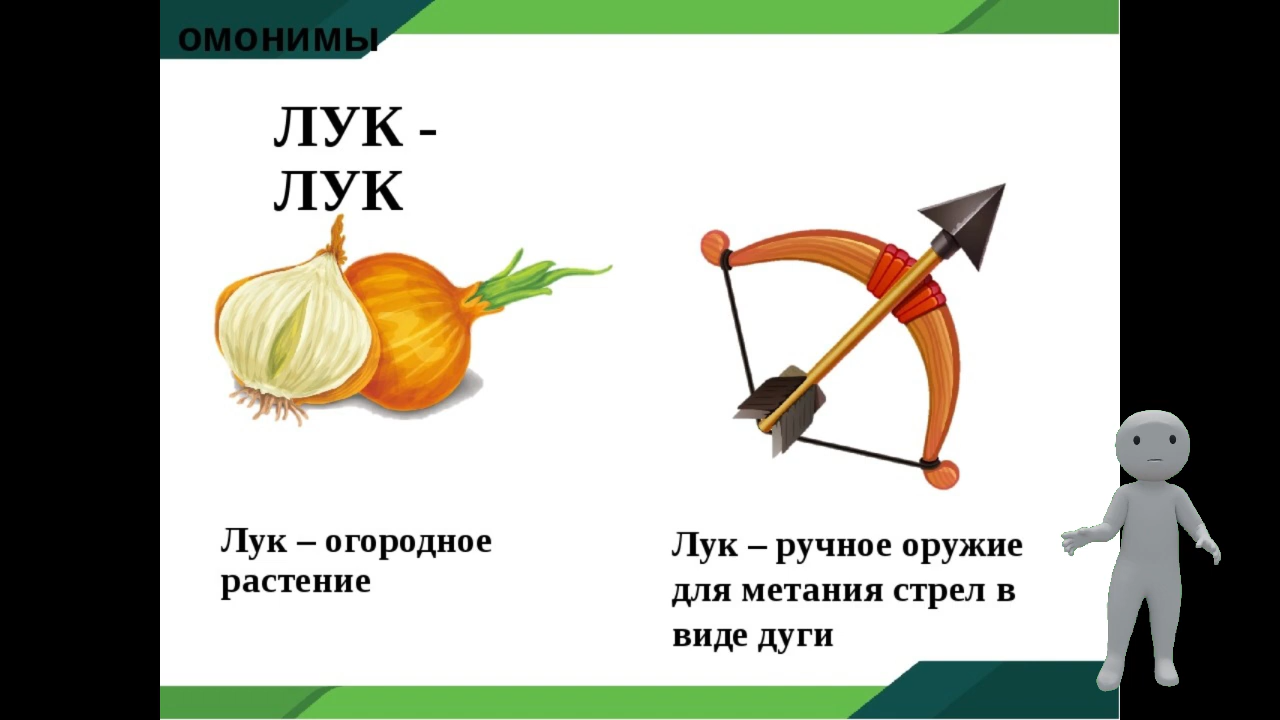 ОМОНИМЫ
ЛУК -
ЛУК
Лук – огородное
растение
Лук – ручное оружие
для метания стрел в
виде дуги